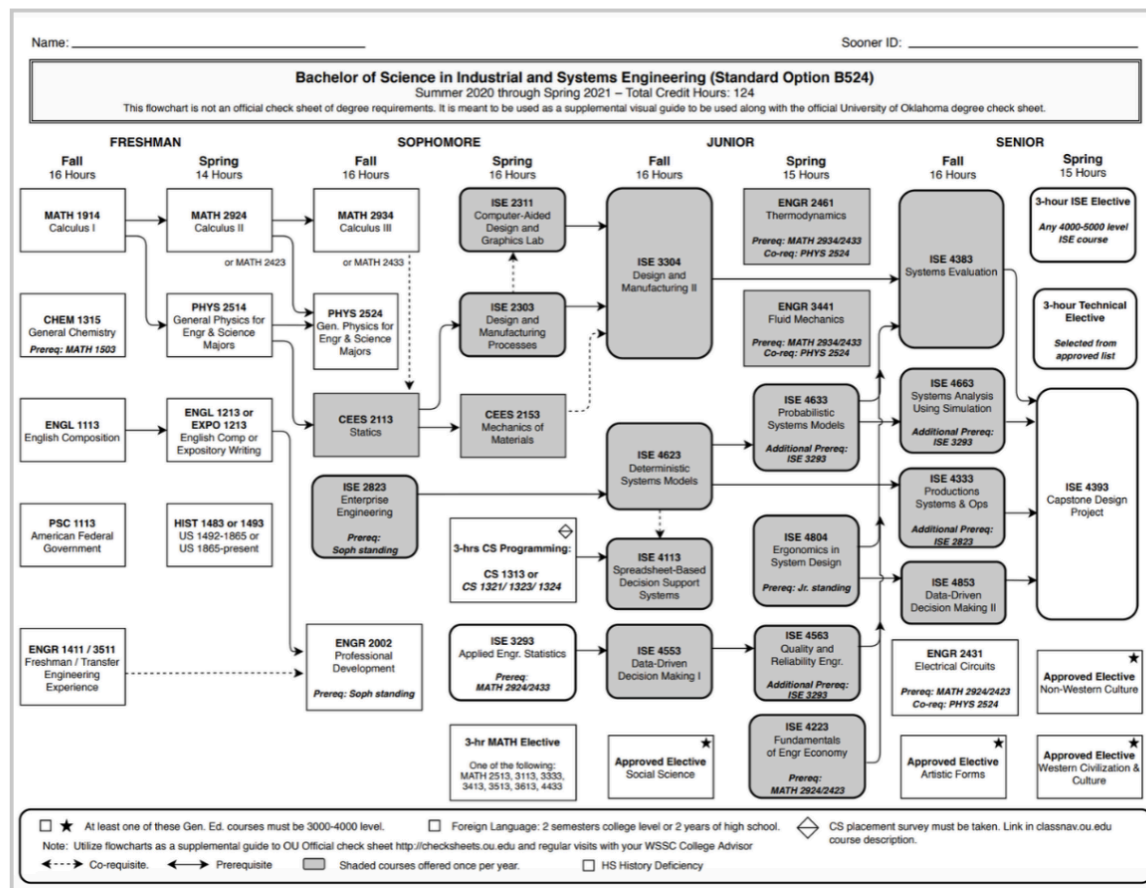 Name:
Sooner ID:
Bachelor of Science in Industrial and Systems Engineering (Standard Option B524)
Summer 2020 through Spring 2021 – Total Credit Hours: 124
This flowchart is not an official check sheet of degree requirements. It is meant to be used as a supplemental visual guide to be used along with the official University of Oklahoma degree check sheet.
FRESHMAN
SOPHOMORE
JUNIOR
SENIOR
Fall
16 Hours
Spring
14 Hours
Fall
16 Hours
Spring
16 Hours
Fall
16 Hours
Spring
15 Hours
Fall
16 Hours
Spring
15 Hours
MATH 1914
Calculus I
CHEM 1315
General Chemistry
Prereq: MATH 1503
ENGL 1113
English Composition
PSC 1113
American Federal
Government
ENGR 1411 / 3511
Freshman / Transfer
Engineering
Experience
MATH 2924
Calculus II
or MATH 2423
PHYS 2514
General Physics for
Engr & Science
Majors
ENGL 1213 or
EXPO 1213
English Comp or
Expository Writing
HIST 1483 or 1493
US 1492-1865 or
US 1865-present
MATH 2934
Calculus III
or MATH 2433
PHYS 2524
Gen. Physics for
Engr & Science
Majors
CEES 2113
Statics
ISE 2823
Enterprise
Engineering
Prereq:
Soph standing
ENGR 2002
Professional
Development
Prereq: Soph standing
ISE 2311
Computer-Aided
Design and
Graphics Lab
ISE 2303
Design and
Manufacturing
Processes
CEES 2153
Mechanics of
Materials
3-hrs CS Programming:
CS 1313 or
CS 1321/ 1323/ 1324
ISE 3293
Applied Engr. Statistics
Prereq:
MATH 2924/2433
3-hr MATH Elective
One of the following:
MATH 2513, 3113, 3333,
3413, 3513, 3613, 4433
ISE 3304
Design and
Manufacturing II
ISE 4623
Deterministic
Systems Models
ISE 4113
Spreadsheet-Based
Decision Support
Systems
ISE 4553
Data-Driven
Decision Making I
Approved Elective
Social Science
ENGR 2461
Thermodynamics
Prereq: MATH 2934/2433
Co-req: PHYS 2524
ENGR 3441
Fluid Mechanics
Prereq: MATH 2934/2433
Co-req: PHYS 2524
ISE 4633
Probabilistic
Systems Models
Additional Prereq:
ISE 3293
ISE 4804
Ergonomics in
System Design
Prereq: Jr. standing
ISE 4563
Quality and
Reliability Engr.
Additional Prereq:
ISE 3293
ISE 4223
Fundamentals
of Engr Economy
Prereq:
MATH 2924/2423
ISE 4383
Systems Evaluation
ISE 4663
Systems Analysis
Using Simulation
Additional Prereq:
ISE 3293
ISE 4333
Productions
Systems & Ops
Additional Prereq:
ISE 2823
ISE 4853
Data-Driven
Decision Making II
ENGR 2431
Electrical Circuits
Prereq: MATH 2924/2423
Co-req: PHYS 2524
Approved Elective
Artistic Forms
3-hour ISE Elective
Any 4000-5000 level
ISE course
3-hour Technical
Elective
Selected from
approved list
ISE 4393
Capstone Design
Project
Approved Elective
Non-Western Culture
Approved Elective
Western Civilization &
Culture
At least one of these Gen. Ed. courses must be 3000-4000 level.
Foreign Language: 2 semesters college level or 2 years of high school.
CS placement survey must be taken. Link in classnav.ou.edu
course description.
Note: Utilize flowcharts as a supplemental guide to OU Official check sheet http://checksheets.ou.edu and regular visits with your WSSC College Advisor
Co-requisite.
Prerequisite
Shaded courses offered once per year.
HS History Deficiency